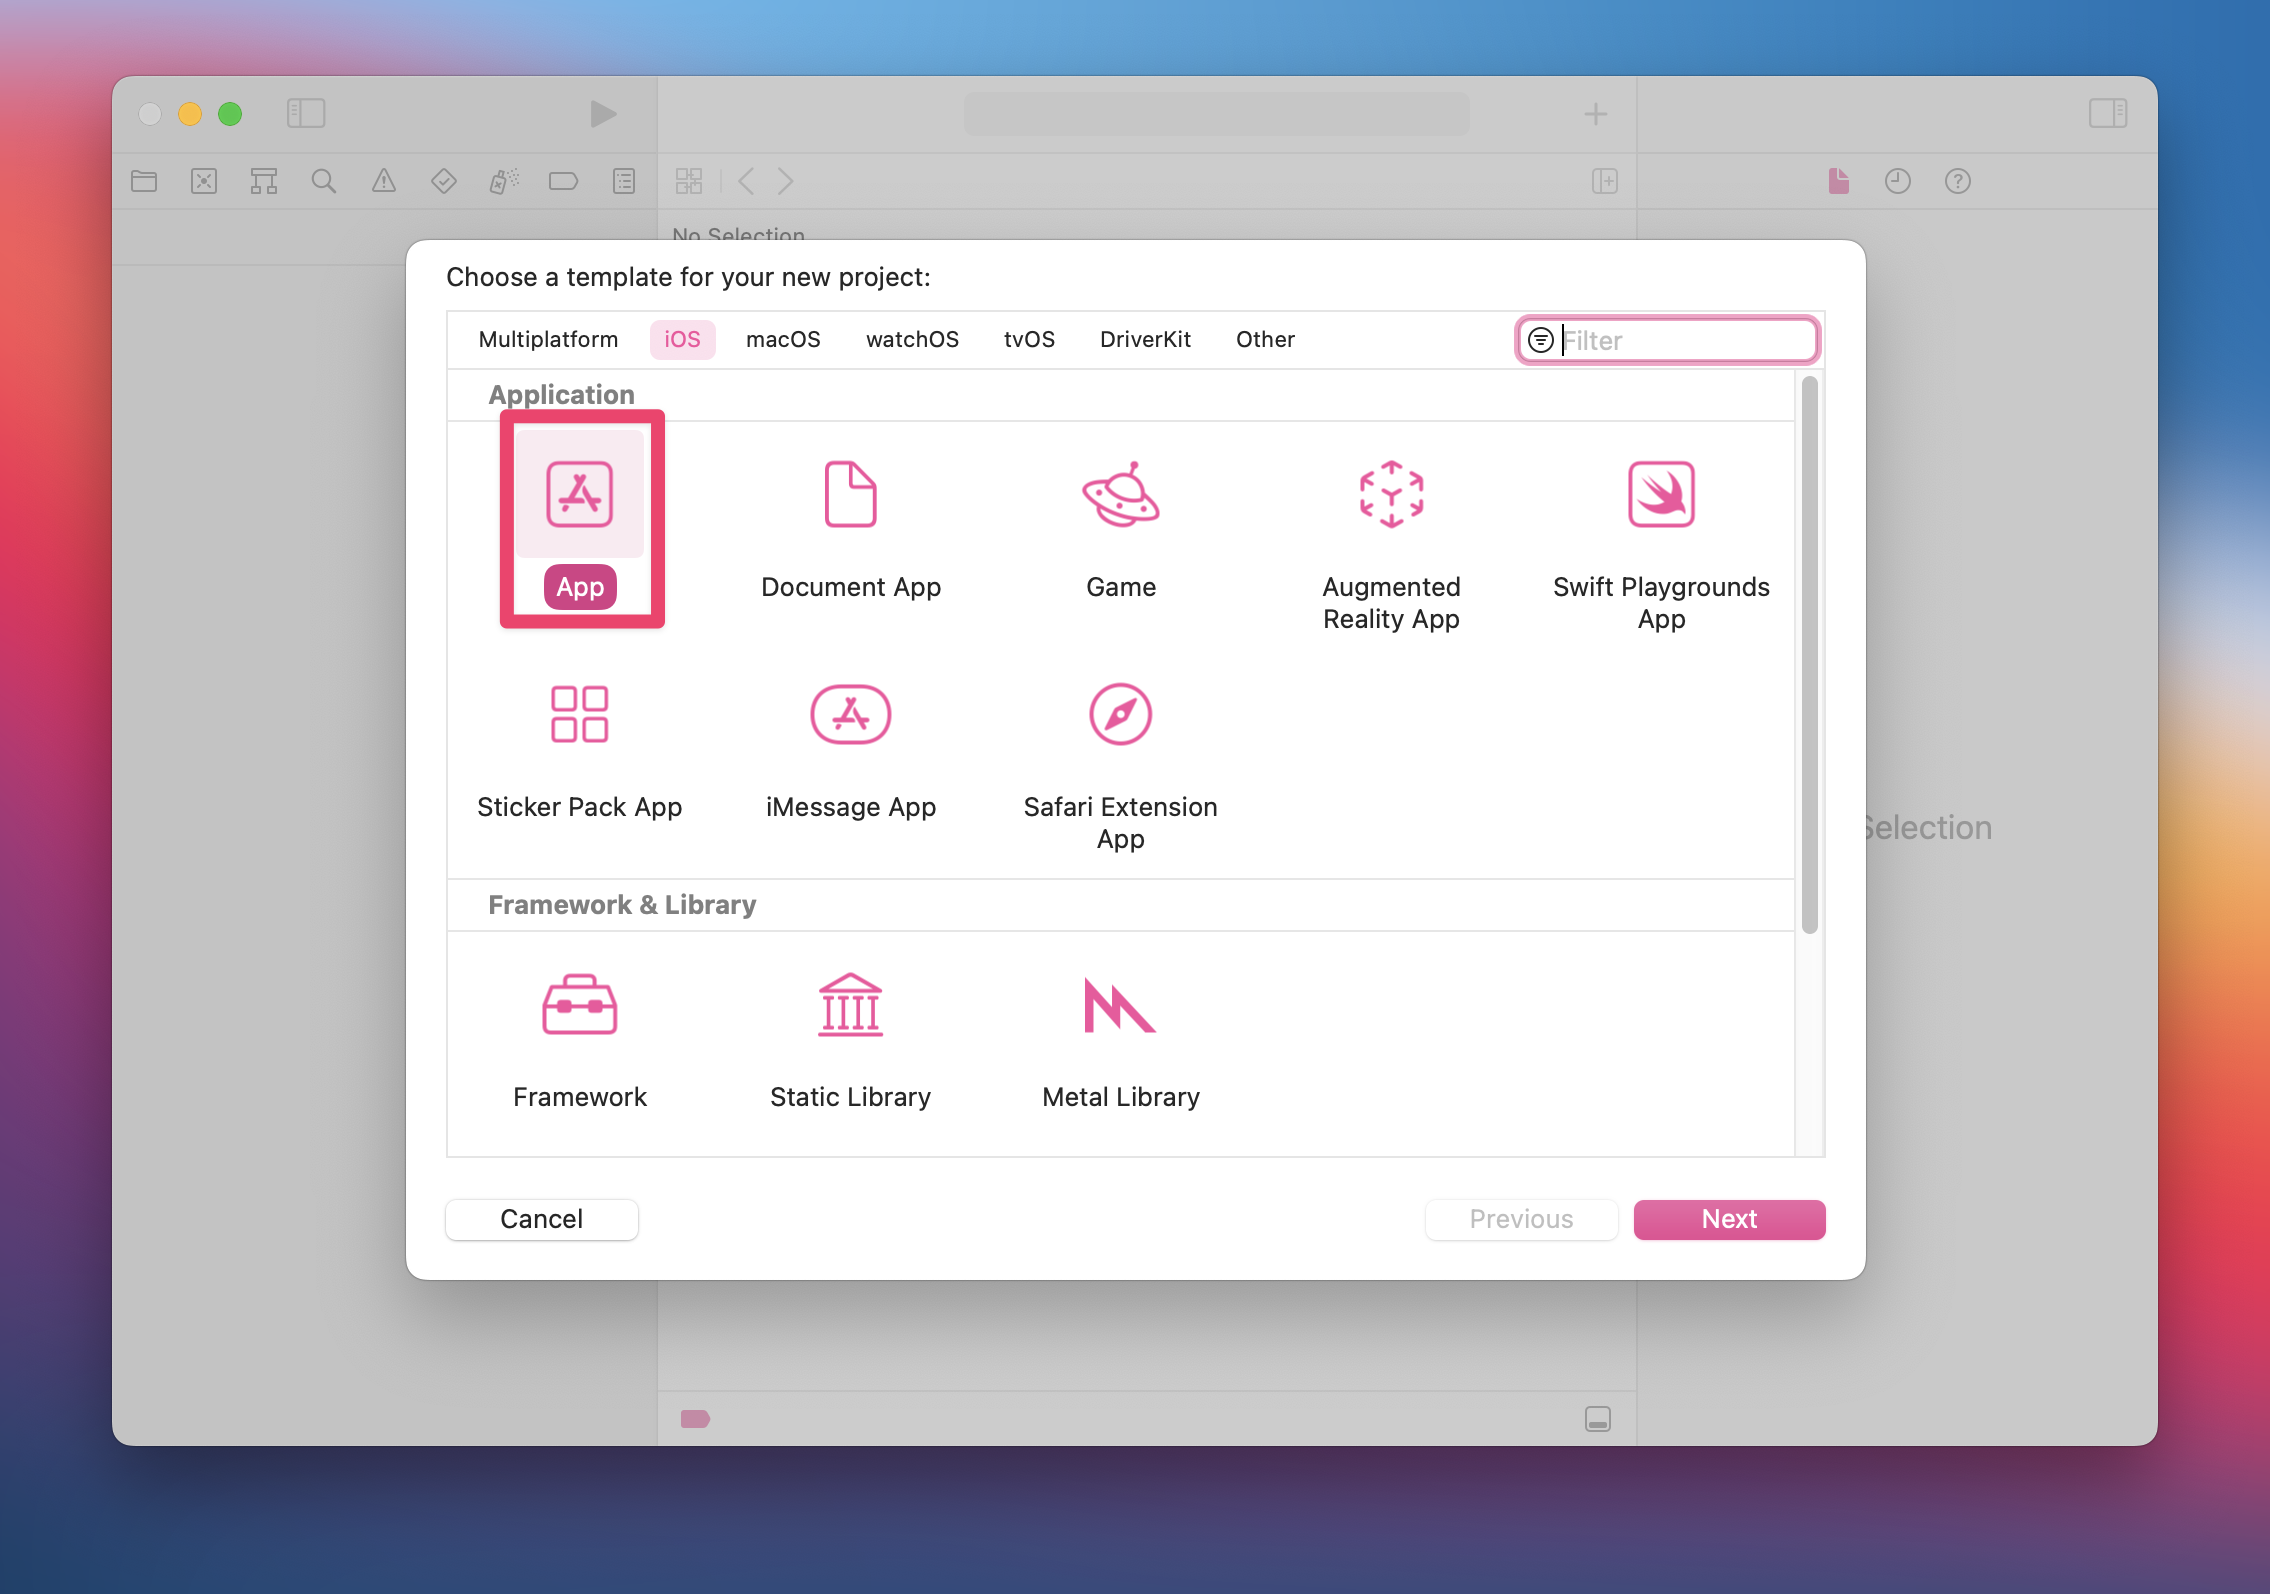 No Selection
Choose a template for your new project:
Multiplatform iOS macOS watchOS tvOS DriverKit Other Filter
Application
App Document App Game Augmented Reality App Swift Playgrounds App
Sticker Pack App iMessage App Safari Extension App
Selection
Framework & Library
Framework Static Library Metal Library
Cancel Previous Next